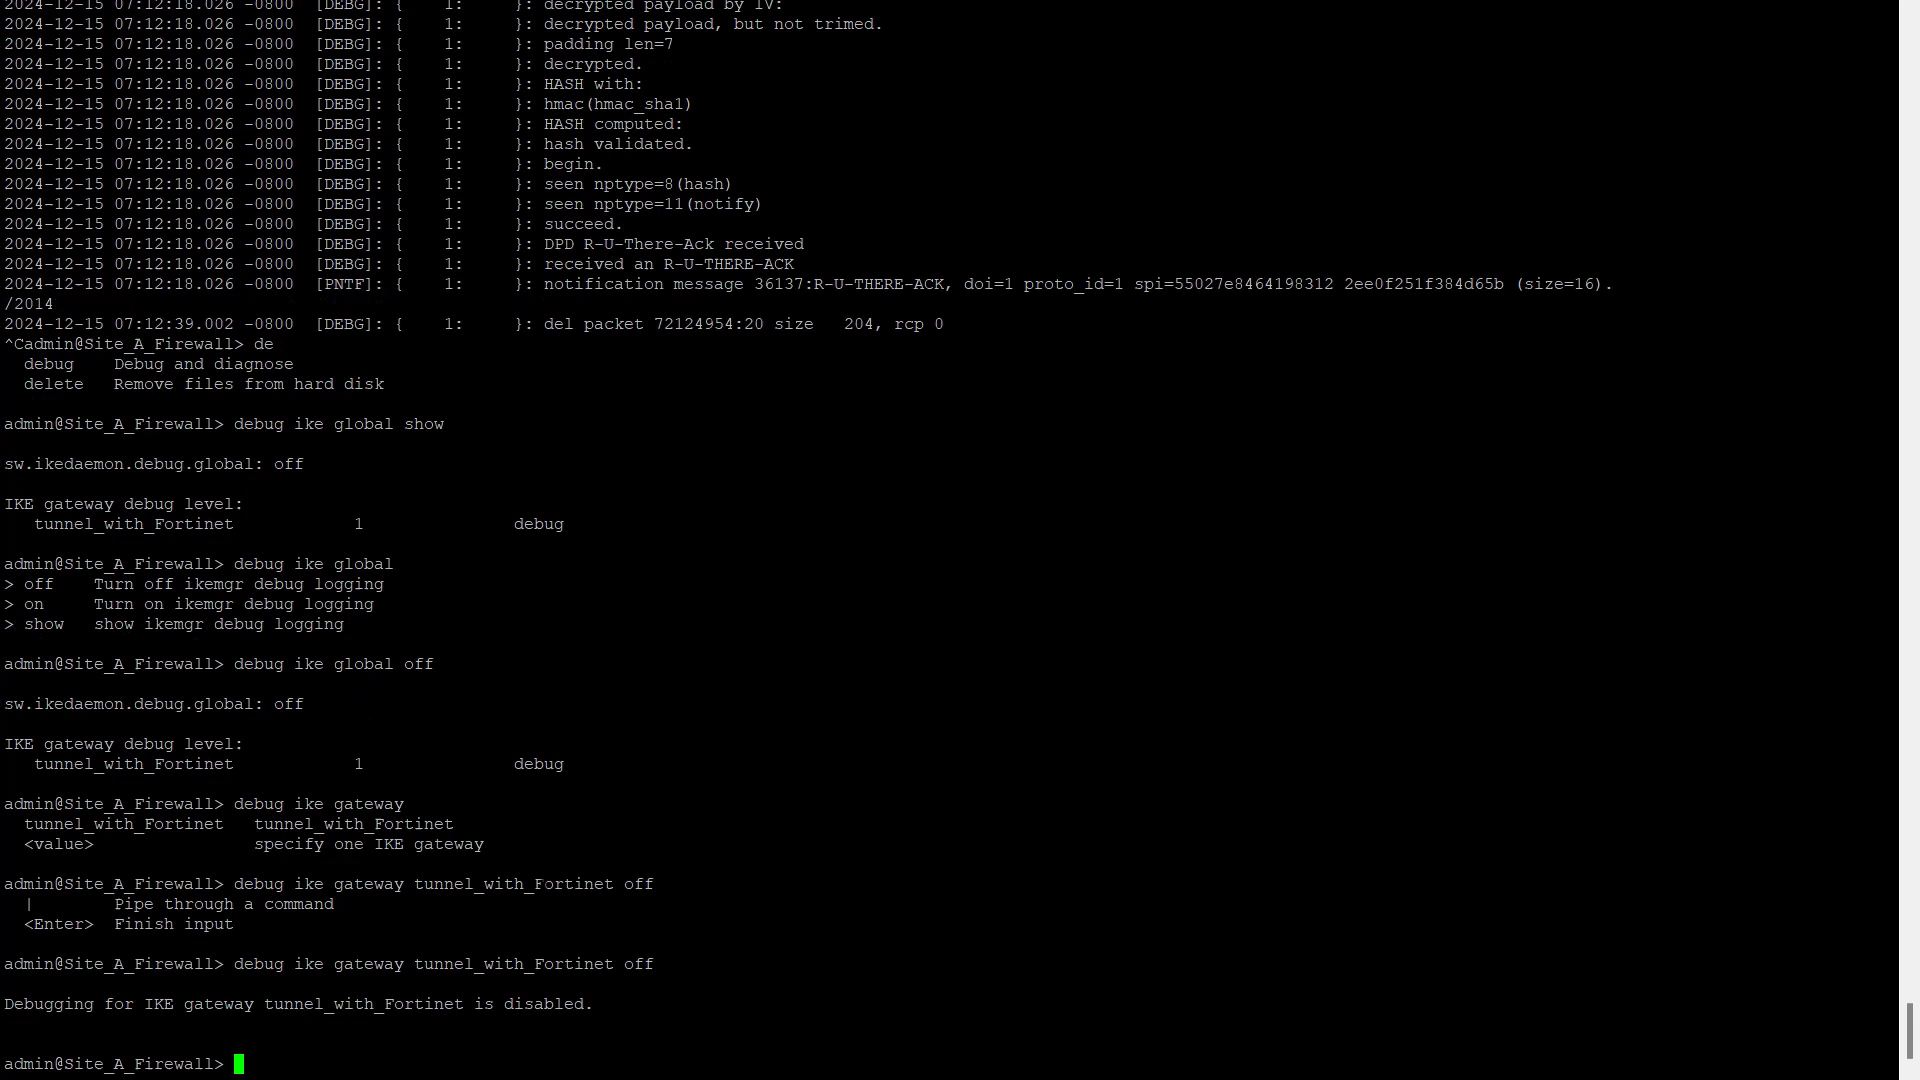 2024-12-15 07:12:18.026 -0800  [DEBG]: {    1:     }: decrypted payload by IV:
2024-12-15 07:12:18.026 -0800  [DEBG]: {    1:     }: decrypted payload, but not trimed.
2024-12-15 07:12:18.026 -0800  [DEBG]: {    1:     }: padding len=7
2024-12-15 07:12:18.026 -0800  [DEBG]: {    1:     }: decrypted.
2024-12-15 07:12:18.026 -0800  [DEBG]: {    1:     }: HASH with:
2024-12-15 07:12:18.026 -0800  [DEBG]: {    1:     }: hmac(hmac_sha1)
2024-12-15 07:12:18.026 -0800  [DEBG]: {    1:     }: HASH computed:
2024-12-15 07:12:18.026 -0800  [DEBG]: {    1:     }: hash validated.
2024-12-15 07:12:18.026 -0800  [DEBG]: {    1:     }: begin.
2024-12-15 07:12:18.026 -0800  [DEBG]: {    1:     }: seen nptype=8(hash)
2024-12-15 07:12:18.026 -0800  [DEBG]: {    1:     }: seen nptype=11(notify)
2024-12-15 07:12:18.026 -0800  [DEBG]: {    1:     }: succeed.
2024-12-15 07:12:18.026 -0800  [DEBG]: {    1:     }: DPD R-U-There-Ack received
2024-12-15 07:12:18.026 -0800  [DEBG]: {    1:     }: received an R-U-THERE-ACK
2024-12-15 07:12:18.026 -0800  [PNTF]: {    1:     }: notification message 36137:R-U-THERE-ACK, doi=1 proto_id=1 spi=55027e8464198312 2ee0f251f384d65b (size=16).
/2014
2024-12-15 07:12:39.002 -0800  [DEBG]: {    1:     }: del packet 72124954:20 size   204, rcp 0
^Cadmin@Site_A_Firewall> de
  debug    Debug and diagnose
  delete   Remove files from hard disk
admin@Site_A_Firewall> debug ike global show
sw.ikedaemon.debug.global: off
IKE gateway debug level:
   tunnel_with_Fortinet            1               debug
admin@Site_A_Firewall> debug ike global
> off    Turn off ikemgr debug logging
> on     Turn on ikemgr debug logging
> show   show ikemgr debug logging
admin@Site_A_Firewall> debug ike global off
sw.ikedaemon.debug.global: off
IKE gateway debug level:
   tunnel_with_Fortinet            1               debug
admin@Site_A_Firewall> debug ike gateway
  tunnel_with_Fortinet   tunnel_with_Fortinet
  <value>                specify one IKE gateway
admin@Site_A_Firewall> debug ike gateway tunnel_with_Fortinet off
  |        Pipe through a command
  <Enter>  Finish input
admin@Site_A_Firewall> debug ike gateway tunnel_with_Fortinet off
Debugging for IKE gateway tunnel_with_Fortinet is disabled.
admin@Site_A_Firewall>